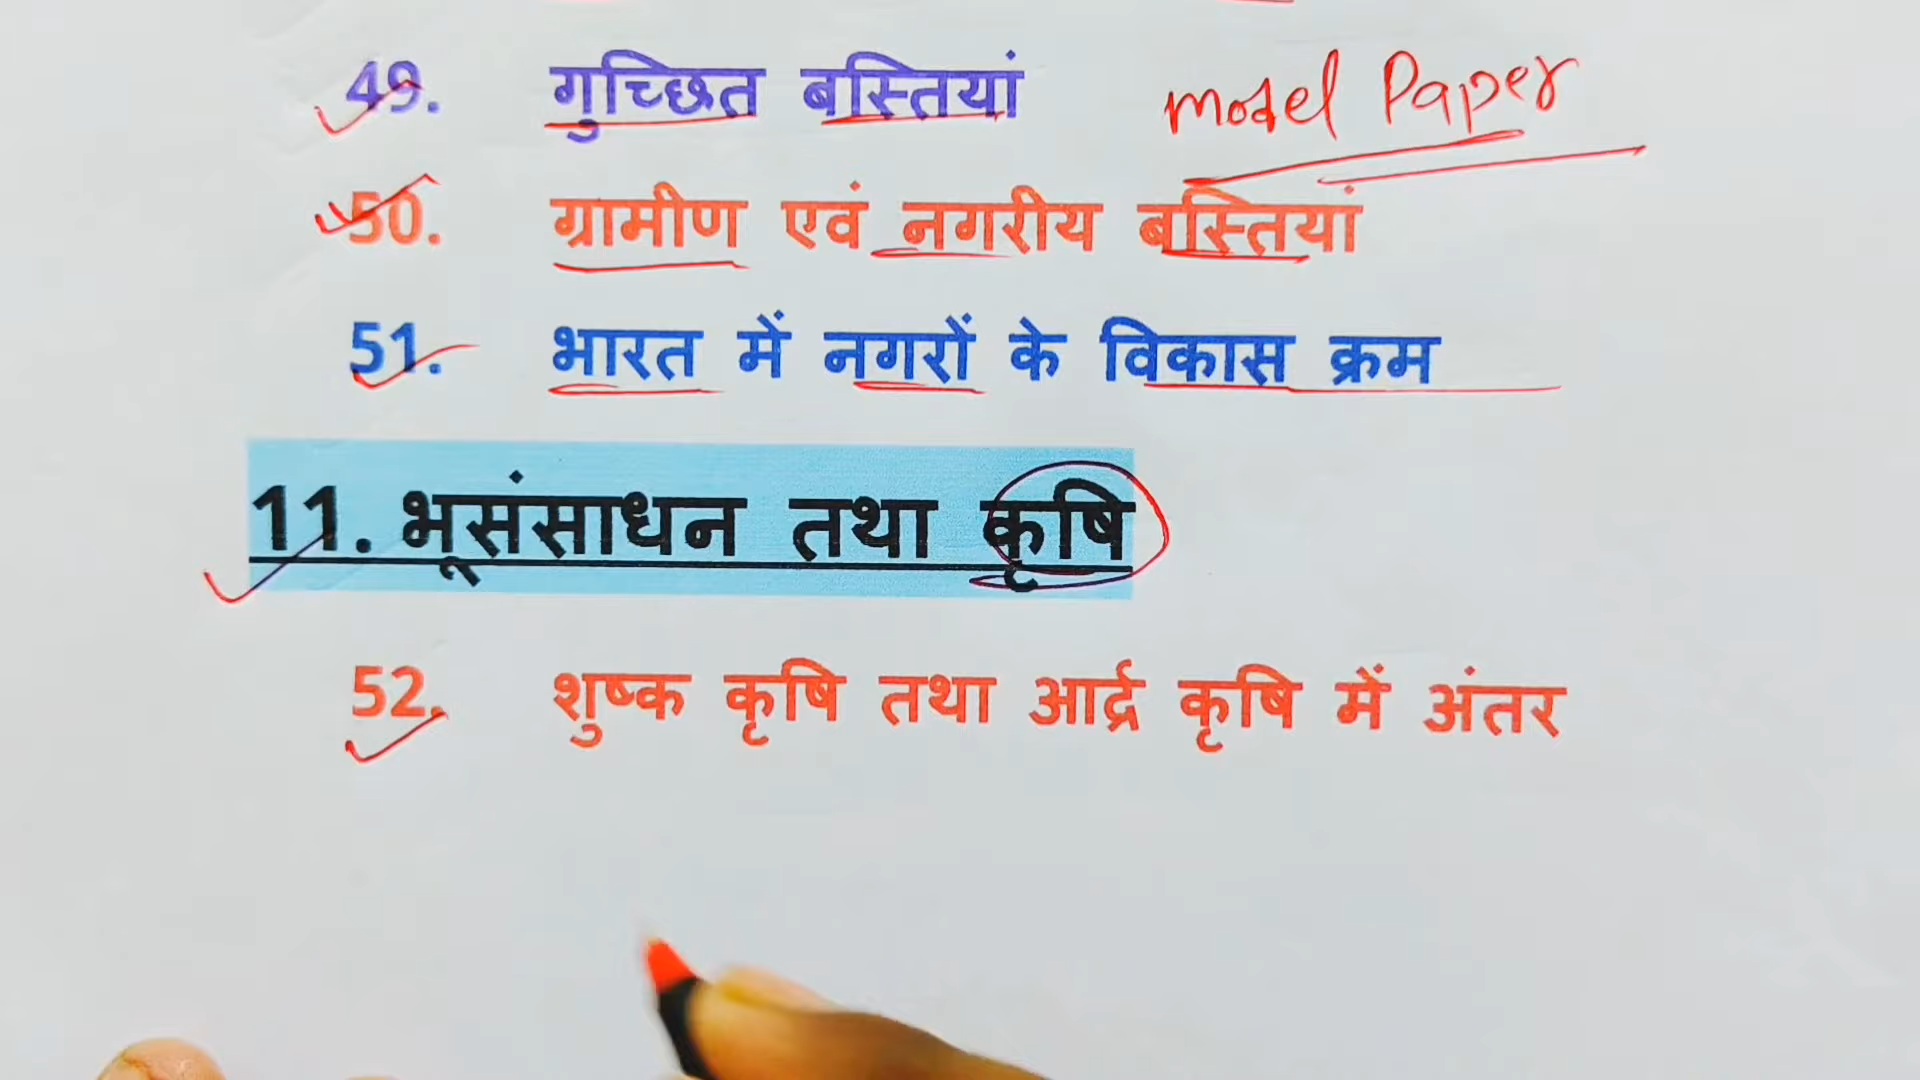 49. गुच्छित बस्तियां model Paper
50. ग्रामीण एवं नगरीय बस्तियां
51. भारत में नगरों के विकास क्रम
11. भूसंसाधन तथा कृषि
52. शुष्क कृषि तथा आर्द्र कृषि में अंतर